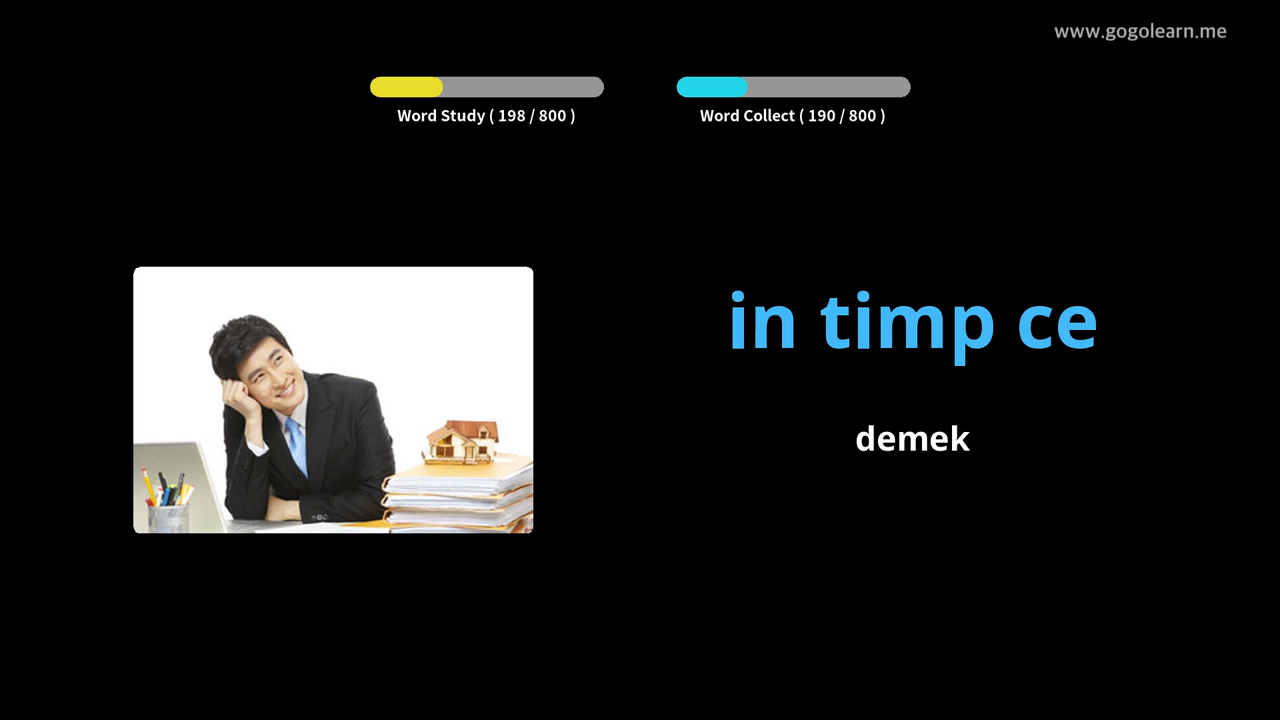 www.gogolearn.me
Word Study ( 198 / 800 )
Word Collect ( 190 / 800 )
in timp ce
demek